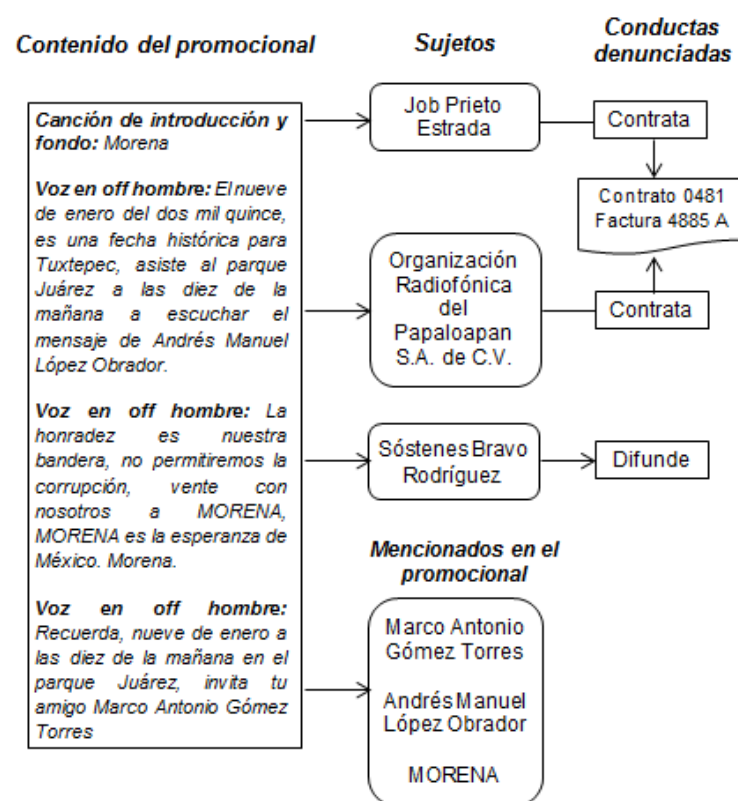 Contenido del promocional
Sujetos
Conductas
denunciadas
Canción de introducción y
fondo: Morena
Voz en off hombre: El nueve
de enero del dos mil quince,
es una fecha histórica para
Tuxtepec, asiste al parque
Juárez a las diez de la
mañana a escuchar el
mensaje de Andrés Manuel
López Obrador.
Voz en off hombre: La
honradez es nuestra
bandera, no permitiremos la
corrupción, vente con
nosotros a MORENA,
MORENA es la esperanza de
México. Morena.
Voz en off hombre:
Recuerda, nueve de enero a
las diez de la mañana en el
parque Juárez, invita tu
amigo Marco Antonio Gómez
Torres
Job Prieto
Estrada
Contrata
Contrato 0481
Factura 4885 A
Organización
Radiofónica
del
Papaloapan
S.A. de C.V.
Contrata
Sóstenes Bravo
Rodríguez
Difunde
Mencionados en el
promocional
Marco Antonio
Gómez Torres
Andrés Manuel
López Obrador
MORENA